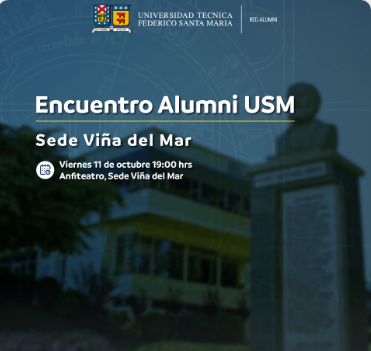 UNIVERSIDAD TECNICA
FEDERICO SANTA MARIA
RED ALUMNI
Encuentro Alumni USM
Sede Viña del Mar
Viernes 11 de octubre 19:00 hrs
Anfiteatro, Sede Viña del Mar